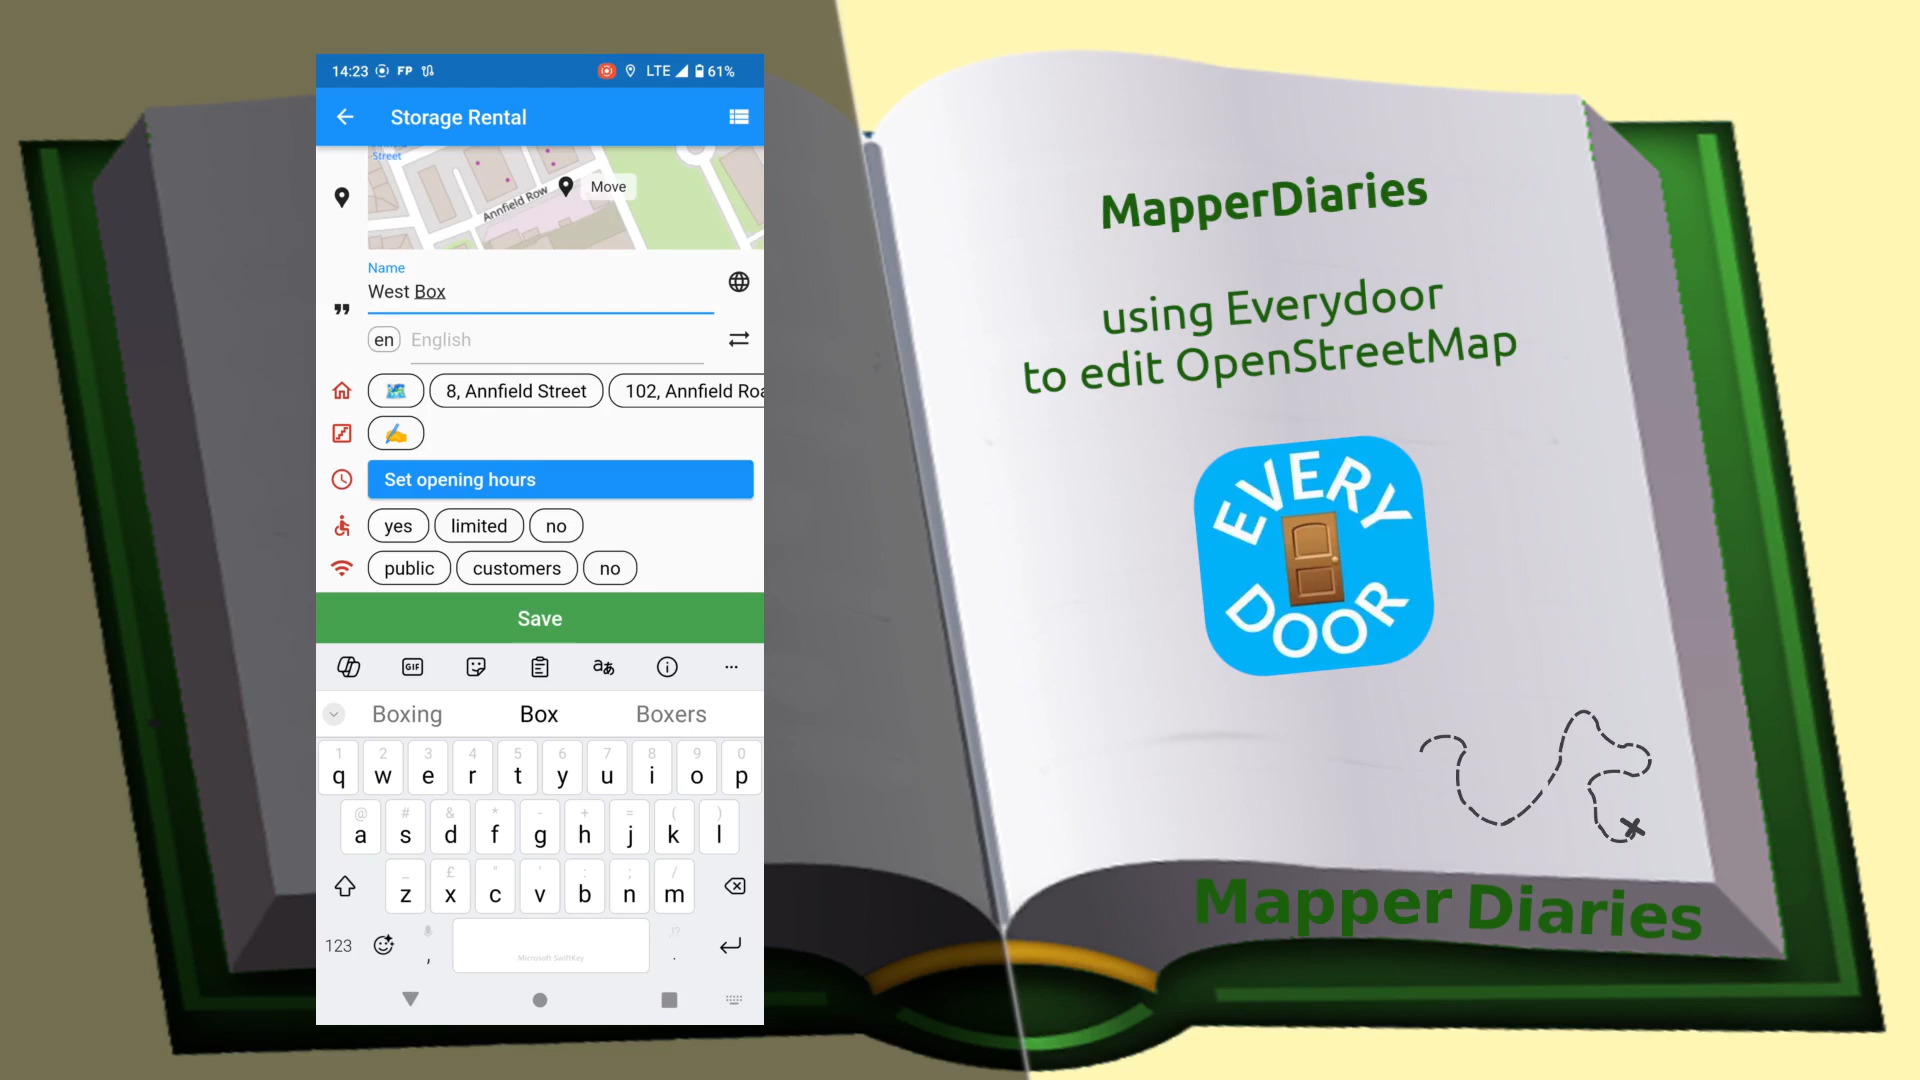 14:23 FP LTE 61%
Storage Rental
Street
Annfield Row
Move
Name
West Box
en English
8, Annfield Street 102, Annfield Roa
Set opening hours
yes limited no
public customers no
Save
GIF
Boxing Box Boxers
1 2 3 4 5 6 7 8 9 0
q w e r t y u i o p
@ # & * - + = ( )
a s d f g h j k l
_ £ " ' : ; /
z x c v b n m
123 , Microsoft SwiftKey ,!? .
MapperDiaries
using Everydoor
to edit OpenStreetMap
EVERY
DOOR
Mapper Diaries